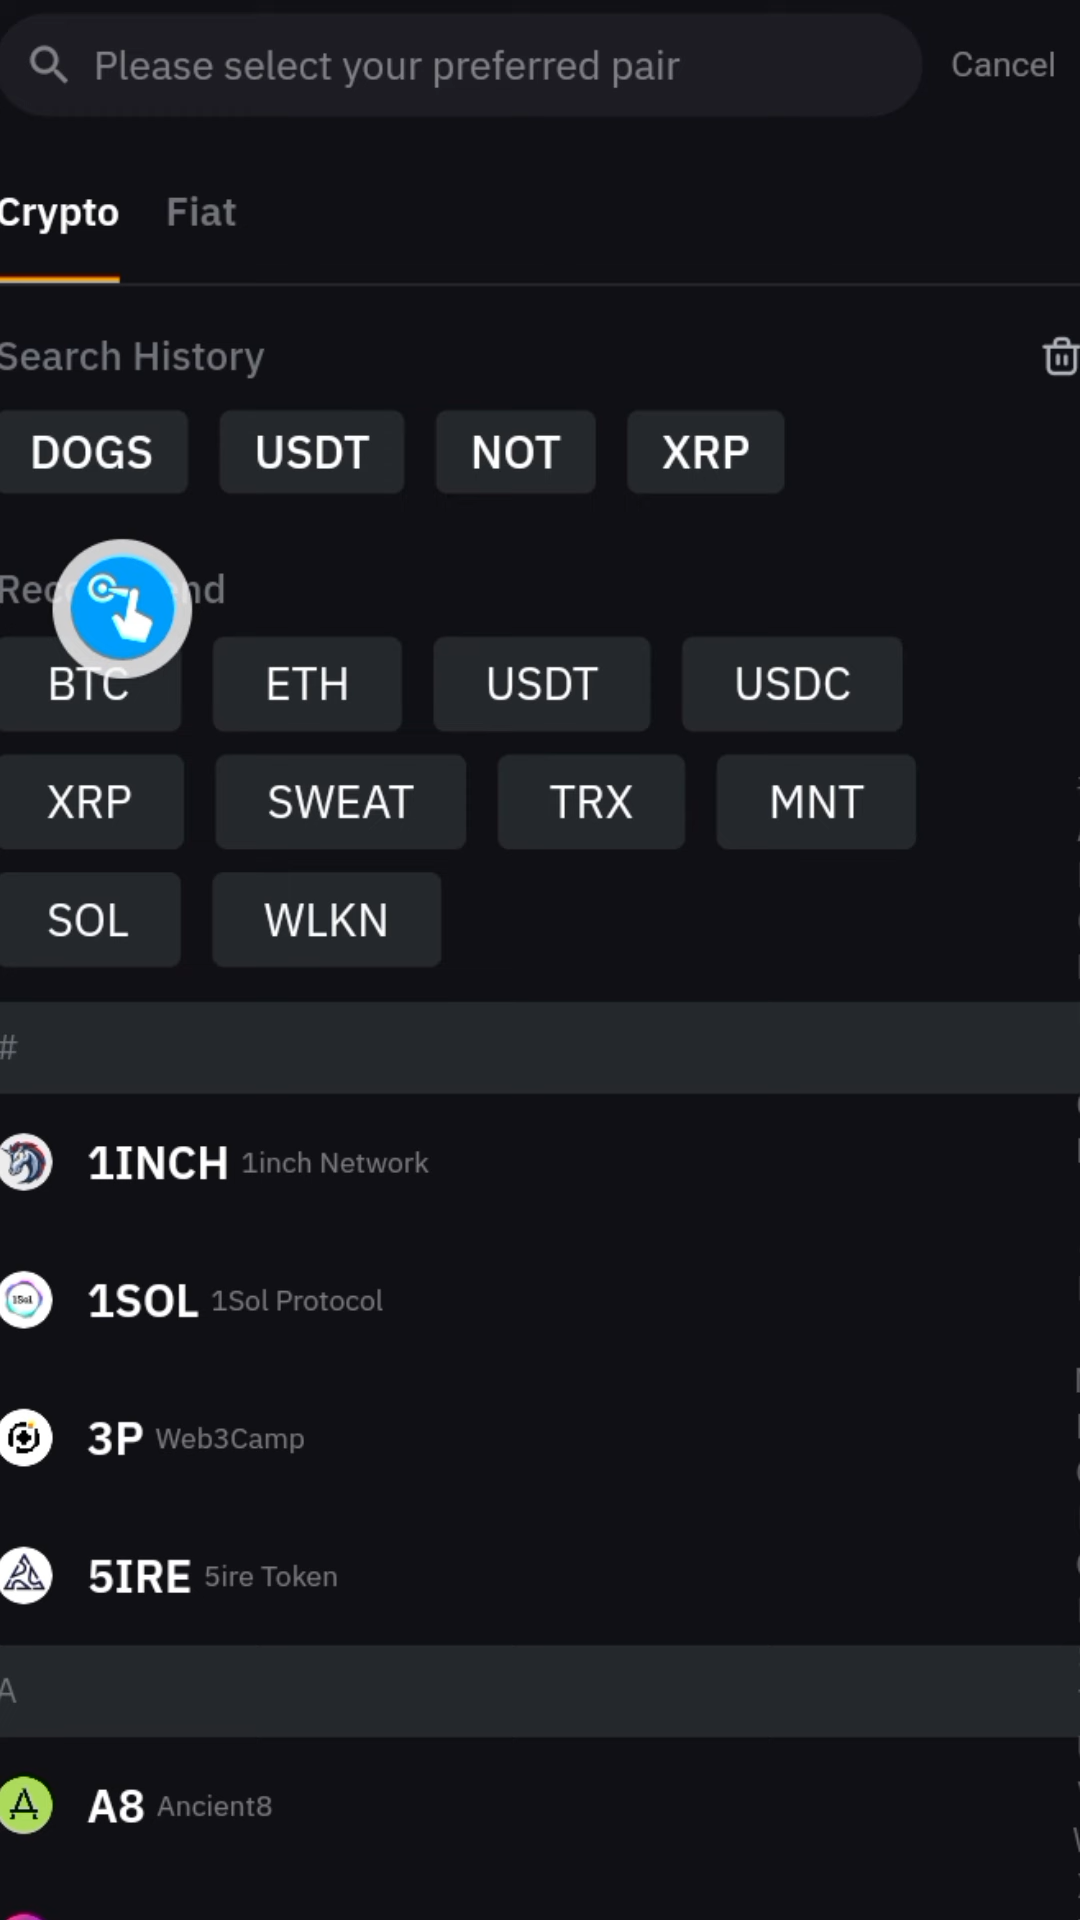 Please select your preferred pair Cancel
Crypto Fiat
Search History
DOGS USDT NOT XRP
BTC ETH USDT USDC
XRP SWEAT TRX MNT
SOL WLKN
#
1INCH 1inch Network
1SOL 1Sol Protocol
1Sol
3P Web3Camp
5IRE 5ire Token
A
A8 Ancient8